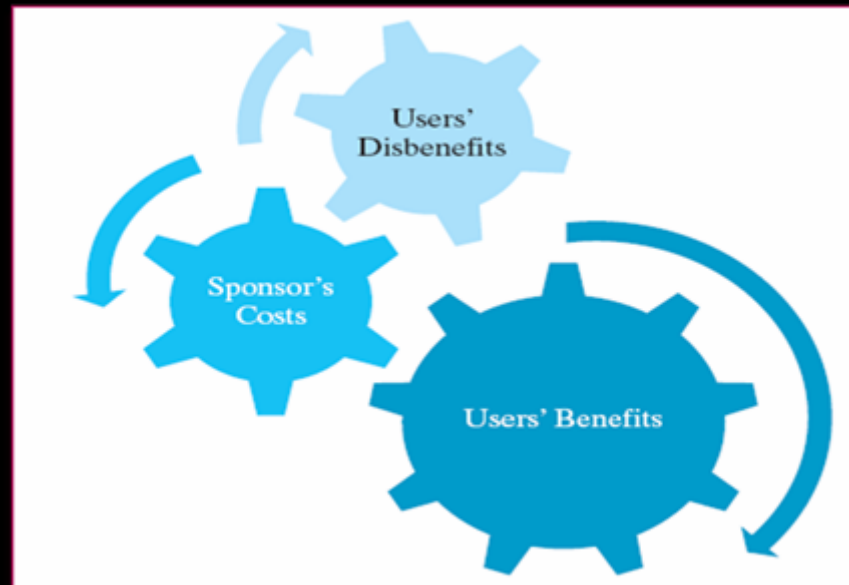 Users'
Disbenefits
Sponsor's
Costs
Users' Benefits